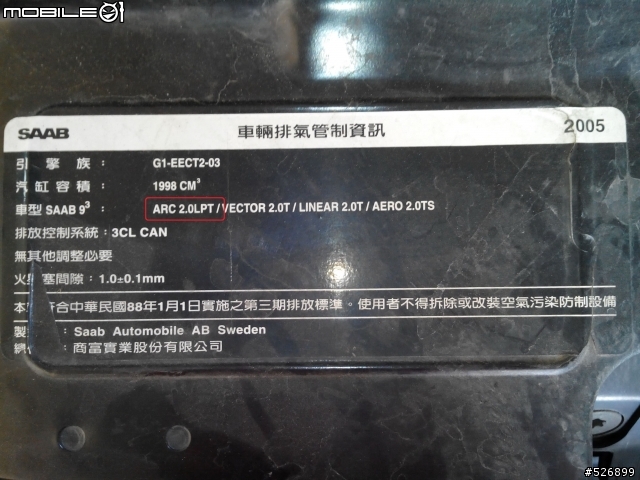 MOBILE01
SAAB 車輛排氣管制資訊 2005
引擎族: G1-EECT2-03
汽缸容積: 1998 CM³
車型 SAAB 9³: ARC 2.0LPT / VECTOR 2.0T / LINEAR 2.0T / AERO 2.0TS
排放控制系統: 3CL CAN
無其他調整必要
火星塞間隙: 1.0±0.1mm
本 符合中華民國88年1月1日實施之第三期排放標準。使用者不得拆除或改裝空氣污染防制設備
製 : Saab Automobile AB Sweden
總 : 商富實業股份有限公司
#526899